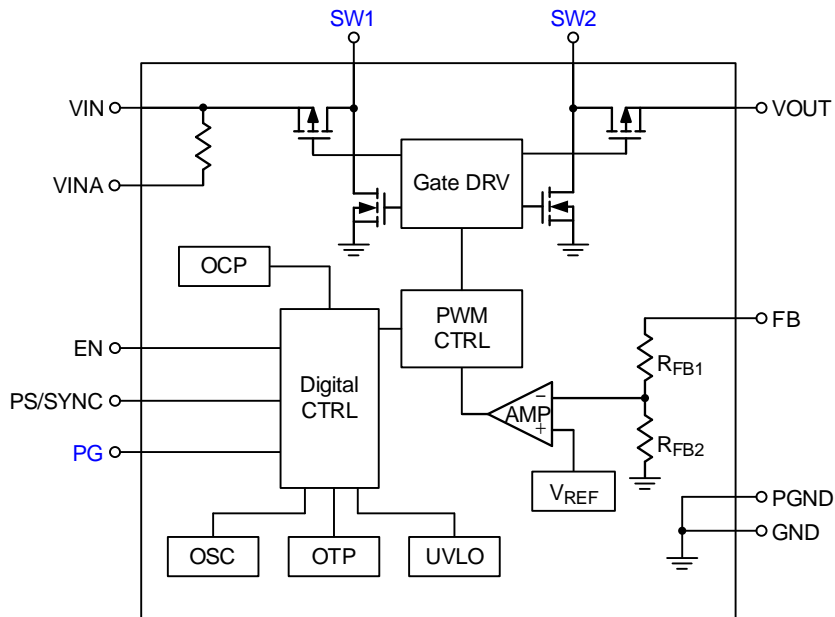 SW1
SW2
VIN
VOUT
VINA
Gate DRV
OCP
PWM
CTRL
FB
EN
RFB1
Digital
CTRL
PS/SYNC
−
AMP
+
RFB2
PG
VREF
PGND
GND
OSC
OTP
UVLO